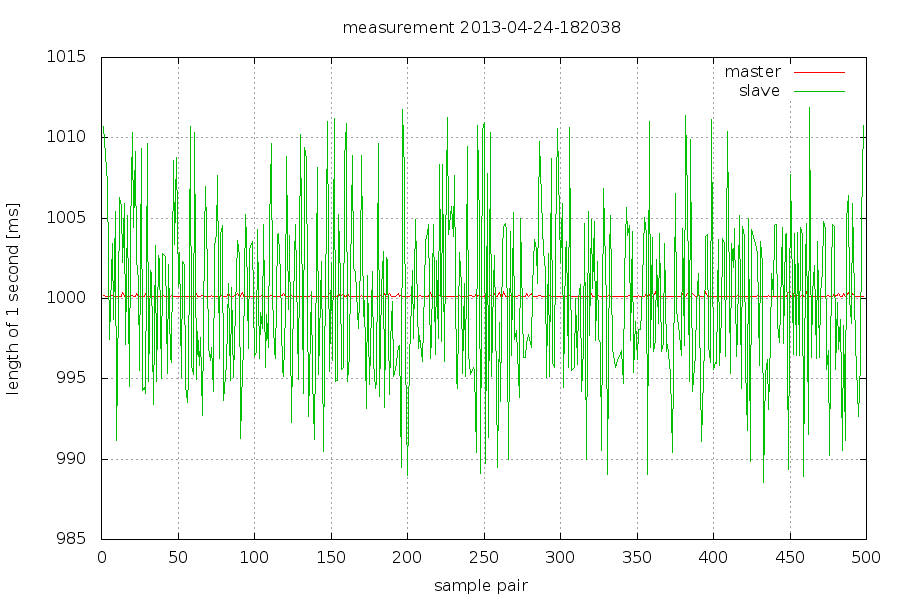 measurement 2013-04-24-182038
master
slave
length of 1 second [ms]
1015
1010
1005
1000
995
990
985
0 50 100 150 200 250 300 350 400 450 500
sample pair